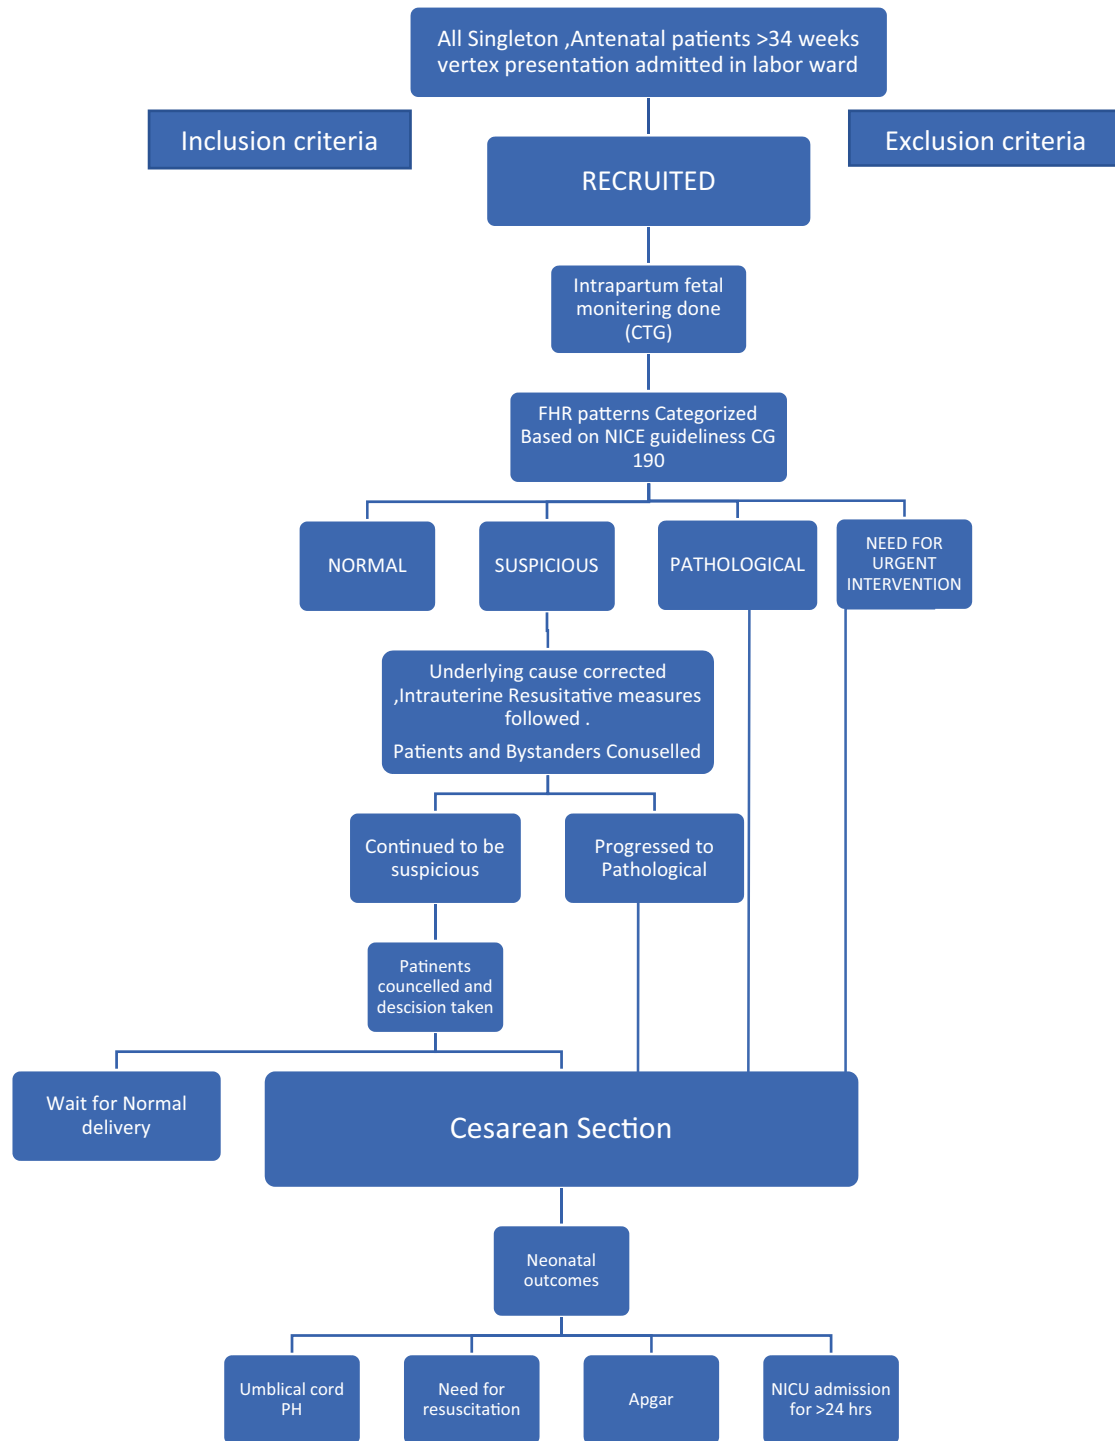 All Singleton ,Antenatal patients >34 weeks
vertex presentation admitted in labor ward
Inclusion criteria
Exclusion criteria
RECRUITED
Intrapartum fetal
monitering done
(CTG)
FHR patterns Categorized
Based on NICE guideliness CG
190
NORMAL
SUSPICIOUS
PATHOLOGICAL
NEED FOR
URGENT
INTERVENTION
Underlying cause corrected
,Intrauterine Resusitative measures
followed .
Patients and Bystanders Conuselled
Continued to be
suspicious
Progressed to
Pathological
Patinents
councelled and
descision taken
Wait for Normal
delivery
Cesarean Section
Neonatal
outcomes
Umblical cord
PH
Need for
resuscitation
Apgar
NICU admission
for >24 hrs